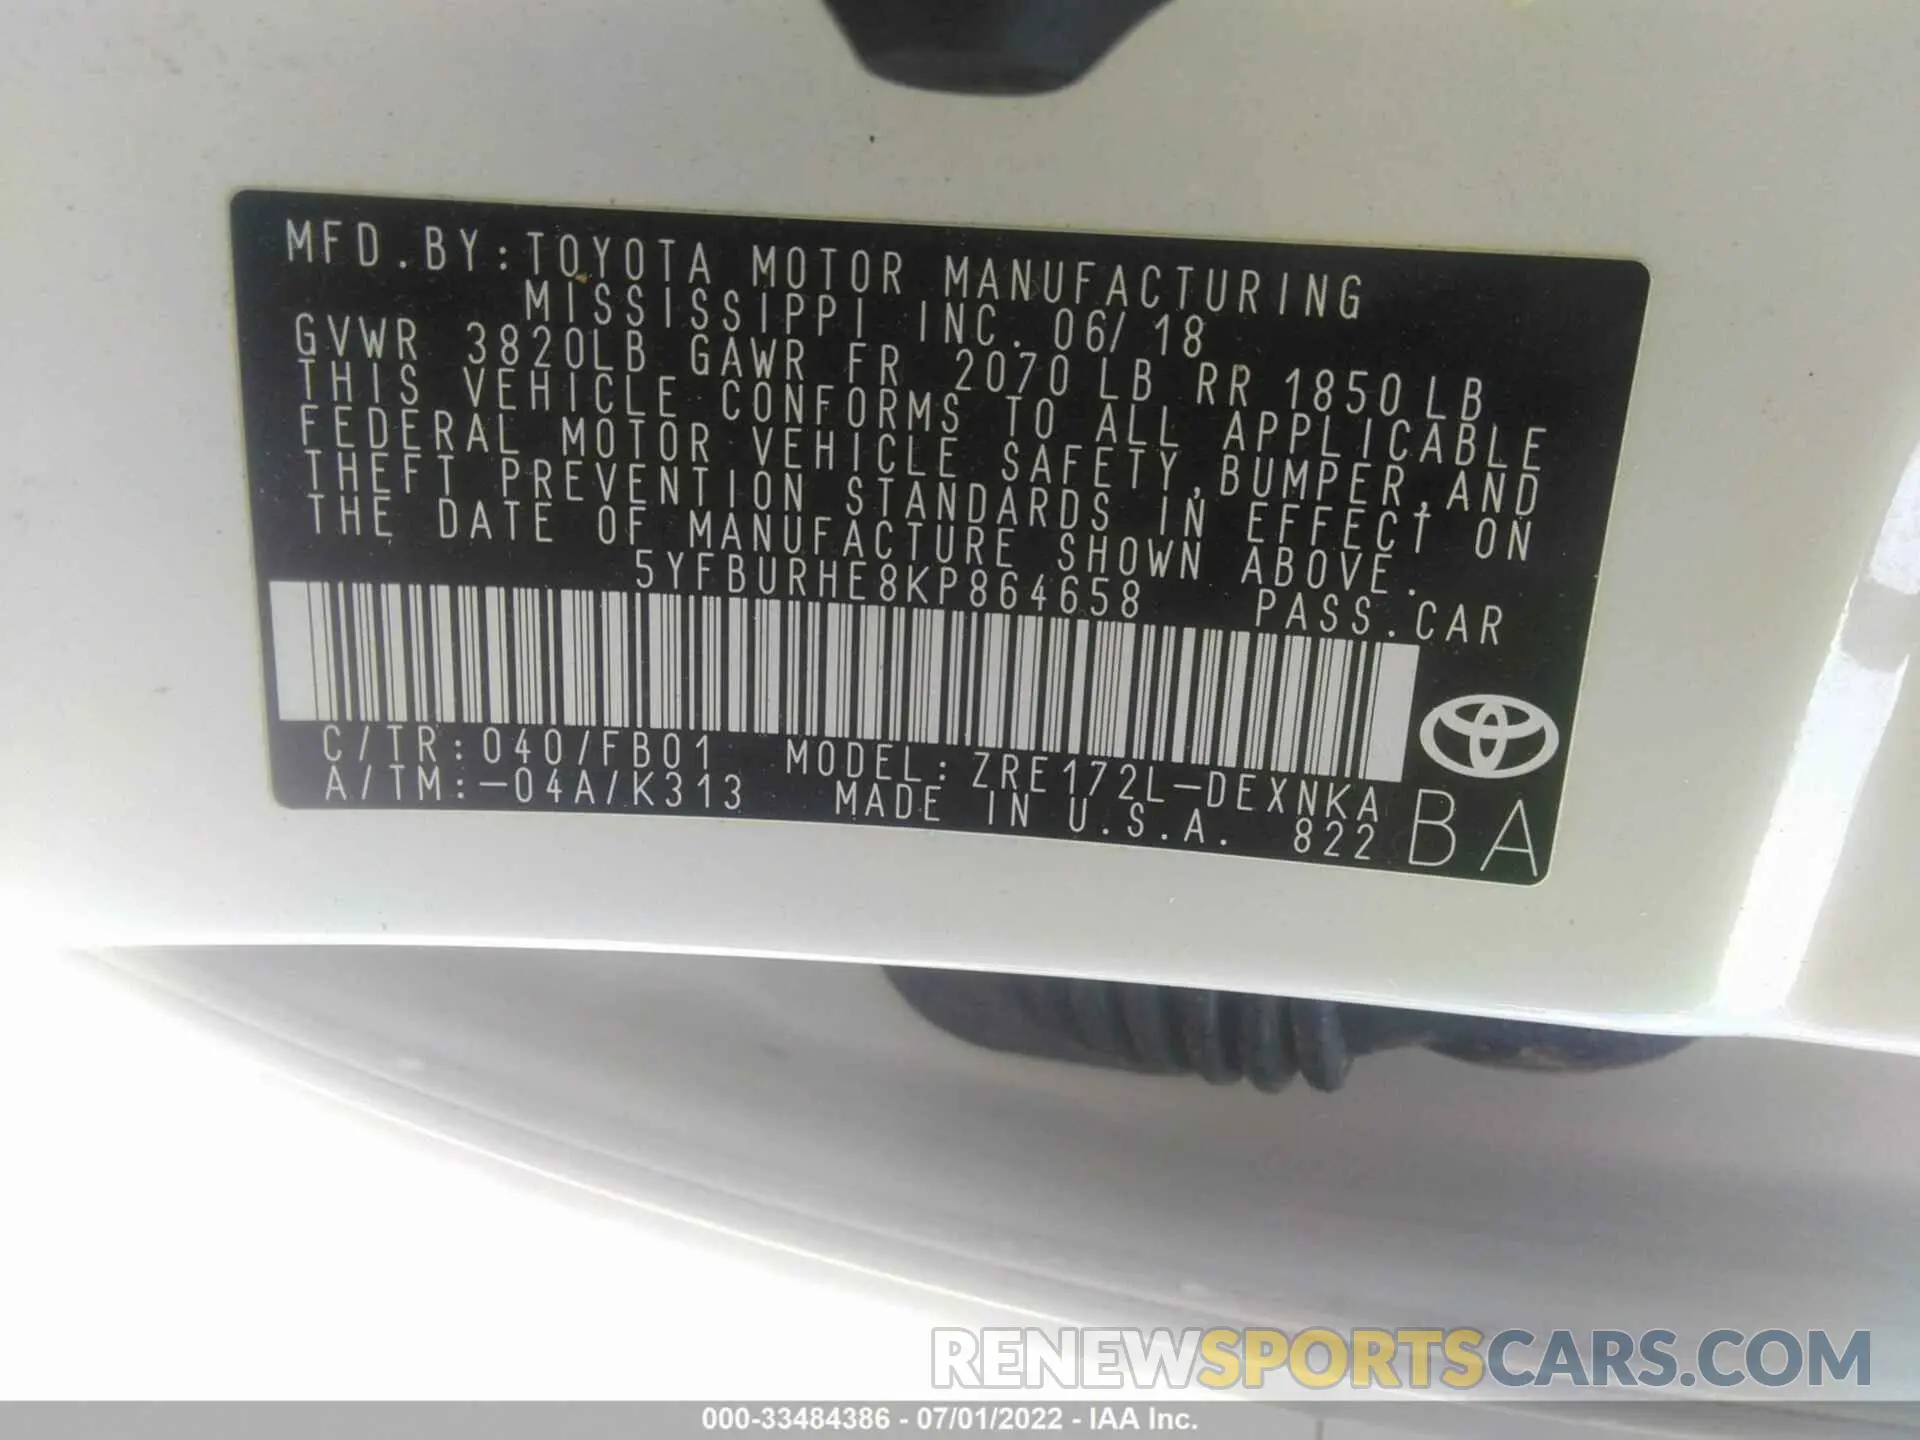 MFD.BY:TOYOTA MOTOR MANUFACTURING
MISSISSIPPI INC. 06/18
GVWR 3820LB GAWR FR 2070LB RR 1850LB
THIS VEHICLE CONFORMS TO ALL APPLICABLE
FEDERAL MOTOR VEHICLE SAFETY,BUMPER,AND
THEFT PREVENTION STANDARDS IN EFFECT ON
THE DATE OF MANUFACTURE SHOWN ABOVE.
5YFBURHE8KP864658 PASS.CAR
C/TR:040/FB01 MODEL:ZRE172L-DEXNKA
A/TM:-04A/K313 MADE IN U.S.A. 822
BA
RENEWSPORTSCARS.COM
000-33484386 - 07/01/2022 - IAA Inc.